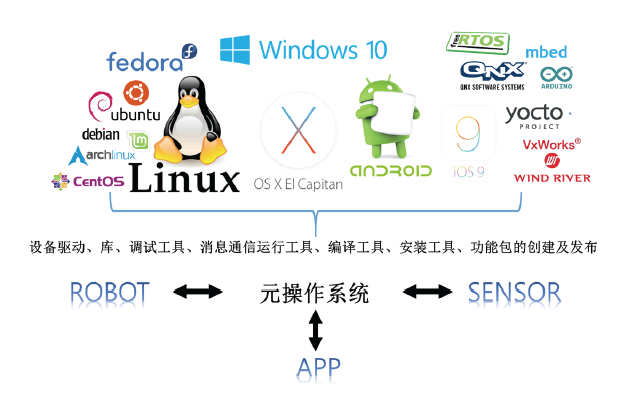 fedora
Windows 10
free RTOS
mbed
QNX
QNX SOFTWARE SYSTEMS
ARDUINO
debian
ubuntu
archlinux
CentOS
Linux
OS X El Capitan
ANDROID
9
iOS 9
yocto
PROJECT
VxWorks®
WIND RIVER
设备驱动、库、调试工具、消息通信运行工具、编译工具、安装工具、功能包的创建及发布
ROBOT
元操作系统
SENSOR
APP